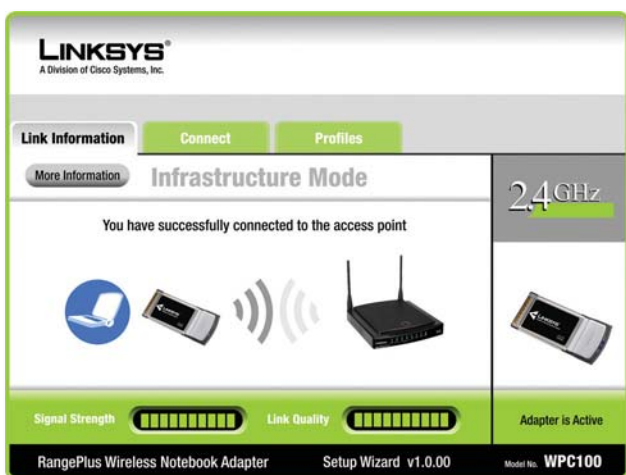 LINKSYS®
A Division of Cisco Systems, Inc.
Link Information Connect Profiles
More Information Infrastructure Mode
2.4GHz
You have successfully connected to the access point
Signal Strength Link Quality Adapter is Active
RangePlus Wireless Notebook Adapter Setup Wizard v1.0.00 Model No. WPC100